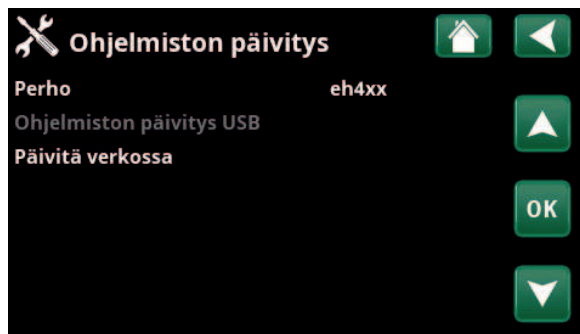 Ohjelmiston päivitys
Perho eh4xx
Ohjelmiston päivitys USB
Päivitä verkossa
OK